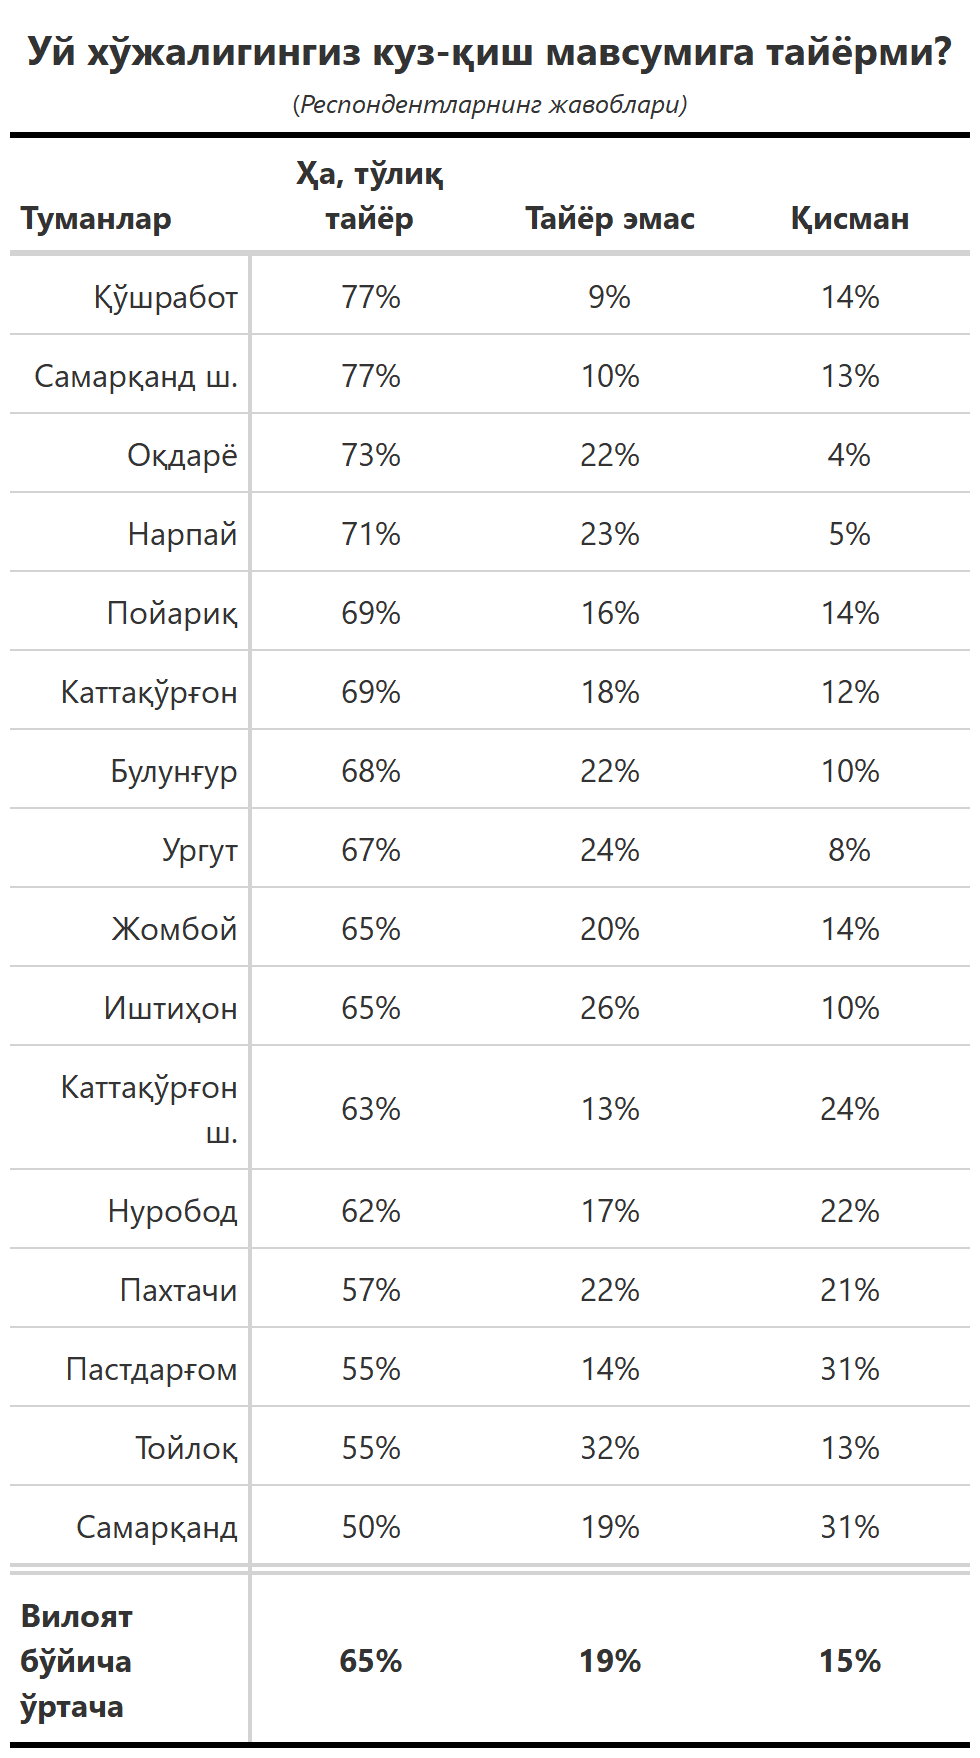 Уй хўжалигингиз куз-қиш мавсумига тайёрми?
(Респондентларнинг жавоблари)
Туманлар Ҳа, тўлиқ тайёр Тайёр эмас Қисман
Қўшработ 77% 9% 14%
Самарқанд ш. 77% 10% 13%
Оқдарё 73% 22% 4%
Нарпай 71% 23% 5%
Пойариқ 69% 16% 14%
Каттақўрғон 69% 18% 12%
Булунғур 68% 22% 10%
Ургут 67% 24% 8%
Жомбой 65% 20% 14%
Иштиҳон 65% 26% 10%
Каттақўрғон ш. 63% 13% 24%
Нуробод 62% 17% 22%
Пахтачи 57% 22% 21%
Пастдарғом 55% 14% 31%
Тойлоқ 55% 32% 13%
Самарқанд 50% 19% 31%
Вилоят бўйича ўртача 65% 19% 15%